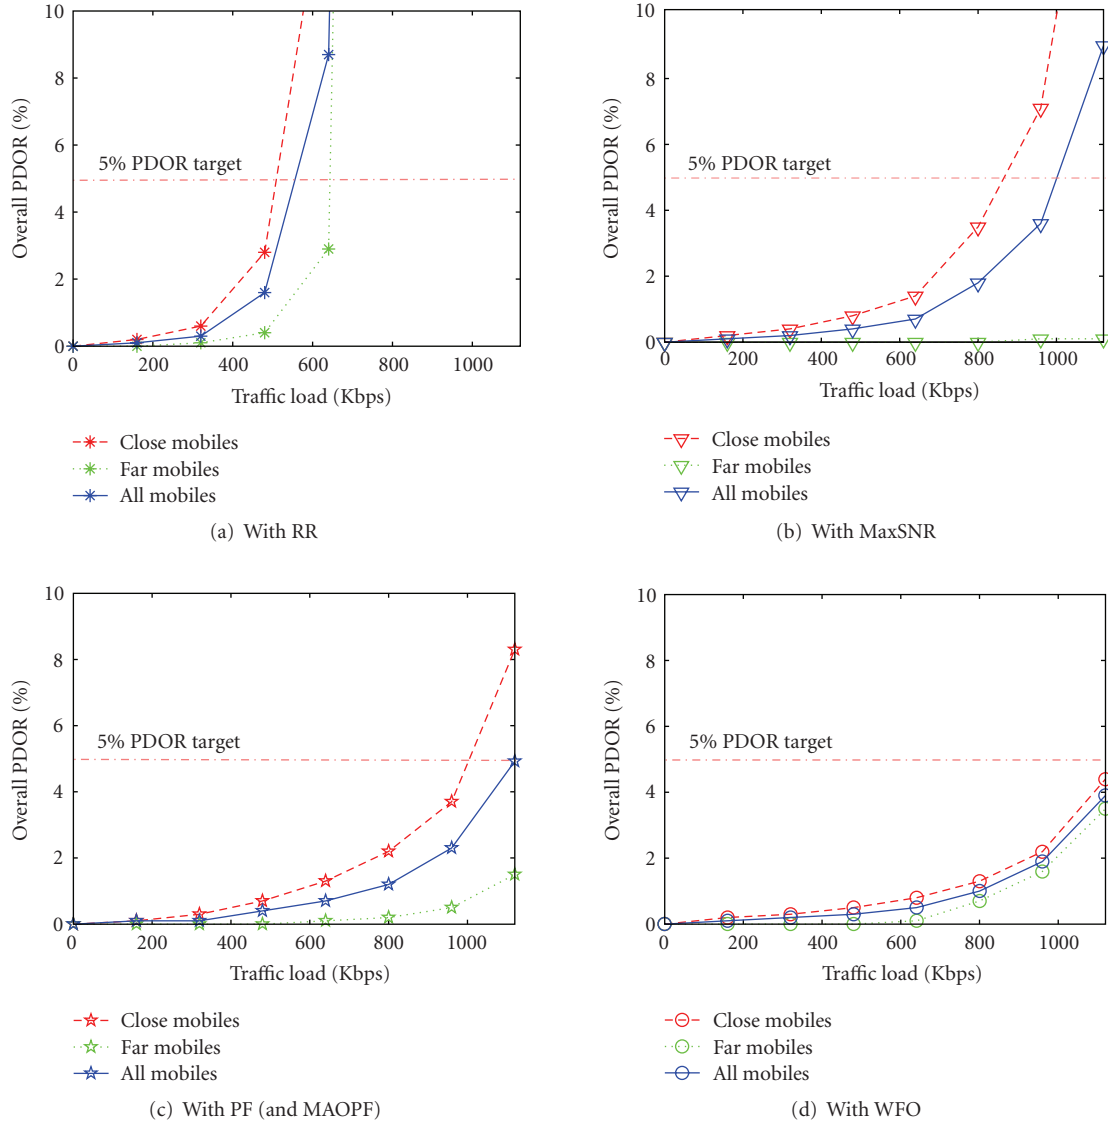 10
8
6
4
2
0
Overall PDOR (%)
5% PDOR target
0 200 400 600 800 1000
Traffic load (Kbps)
Close mobiles
Far mobiles
All mobiles
(a) With RR
10
8
6
4
2
0
Overall PDOR (%)
5% PDOR target
0 200 400 600 800 1000
Traffic load (Kbps)
Close mobiles
Far mobiles
All mobiles
(b) With MaxSNR
10
8
6
4
2
0
Overall PDOR (%)
5% PDOR target
0 200 400 600 800 1000
Traffic load (Kbps)
Close mobiles
Far mobiles
All mobiles
(c) With PF (and MAOPF)
10
8
6
4
2
0
Overall PDOR (%)
5% PDOR target
0 200 400 600 800 1000
Traffic load (Kbps)
Close mobiles
Far mobiles
All mobiles
(d) With WFO